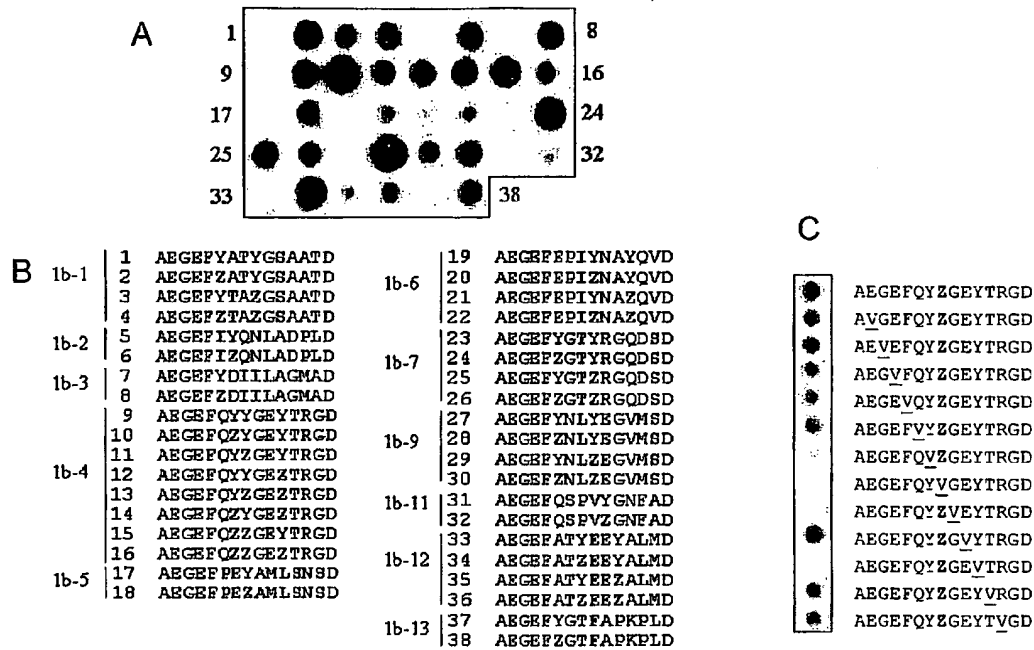 A
1 8
9 16
17 24
25 32
33 38
B
1b-1
1 AEGEFYATYGSAATD
2 AEGEFZATYGSAATD
3 AEGEFYTAZGSAATD
4 AEGEFZTAZGSAATD
1b-2
5 AEGEFIYQNLADPLD
6 AEGEFIZQNLADPLD
1b-3
7 AEGEFYDIILAGMAD
8 AEGEFZDIILAGMAD
1b-4
9 AEGEFQYYGEYTRGD
10 AEGEFQZYGEYTRGD
11 AEGEFQYZGEYTRGD
12 AEGEFQYYGEZTRGD
13 AEGEFQYZGEZTRGD
14 AEGEFQZYGEZTRGD
15 AEGEFQZZGEYTRGD
16 AEGEFQZZGEZTRGD
1b-5
17 AEGEFPEYAMLSNSD
18 AEGEFPEZAMLSNSD
1b-6
19 AEGEFEPIYNAYQVD
20 AEGEFEPIZNAYQVD
21 AEGEFEPIYNAZQVD
22 AEGEFEPIZNAZQVD
1b-7
23 AEGEFYGTYRGQDSD
24 AEGEFZGTYRGQDSD
25 AEGEFYGTZRGQDSD
26 AEGEFZGTZRGQDSD
1b-9
27 AEGEFYNLYEGVMSD
28 AEGEFZNLYEGVMSD
29 AEGEFYNLZEGVMSD
30 AEGEFZNLZEGVMSD
1b-11
31 AEGEFQSPVYGNFAD
32 AEGEFQSPVZGNFAD
1b-12
33 AEGEFATYEEYALMD
34 AEGEFATZEEYALMD
35 AEGEFATYEEZALMD
36 AEGEFATZEEZALMD
1b-13
37 AEGEFYGTFAPKPLD
38 AEGEFZGTFAPKPLD
C
AEGEFQYZGEYTRGD
AVGEFQYZGEYTRGD
AEVEFQYZGEYTRGD
AEGVFQYZGEYTRGD
AEGEVQYZGEYTRGD
AEGEFVYZGEYTRGD
AEGEFQVZGEYTRGD
AEGEFQYVGEYTRGD
AEGEFQYZVEYTRGD
AEGEFQYZGVYTRGD
AEGEFQYZGEVTRGD
AEGEFQYZGEYVRGD
AEGEFQYZGEYTVGD